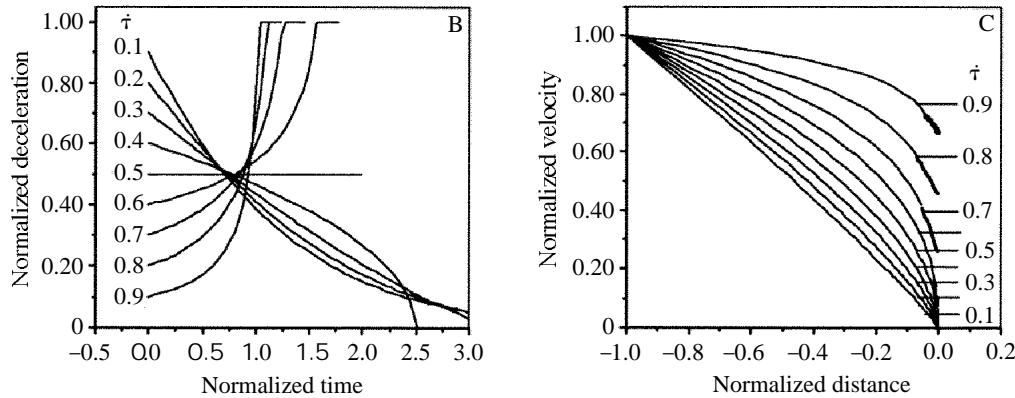 B
Normalized deceleration
1.00
0.80
0.60
0.40
0.20
0
τ̇
0.1
0.2
0.3
0.4
0.5
0.6
0.7
0.8
0.9
−0.5 0.0 0.5 1.0 1.5 2.0 2.5 3.0
Normalized time
C
Normalized velocity
1.00
0.80
0.60
0.40
0.20
0
τ̇
0.9
0.8
0.7
0.5
0.3
0.1
−1.0 −0.8 −0.6 −0.4 −0.2 0.0 0.2
Normalized distance